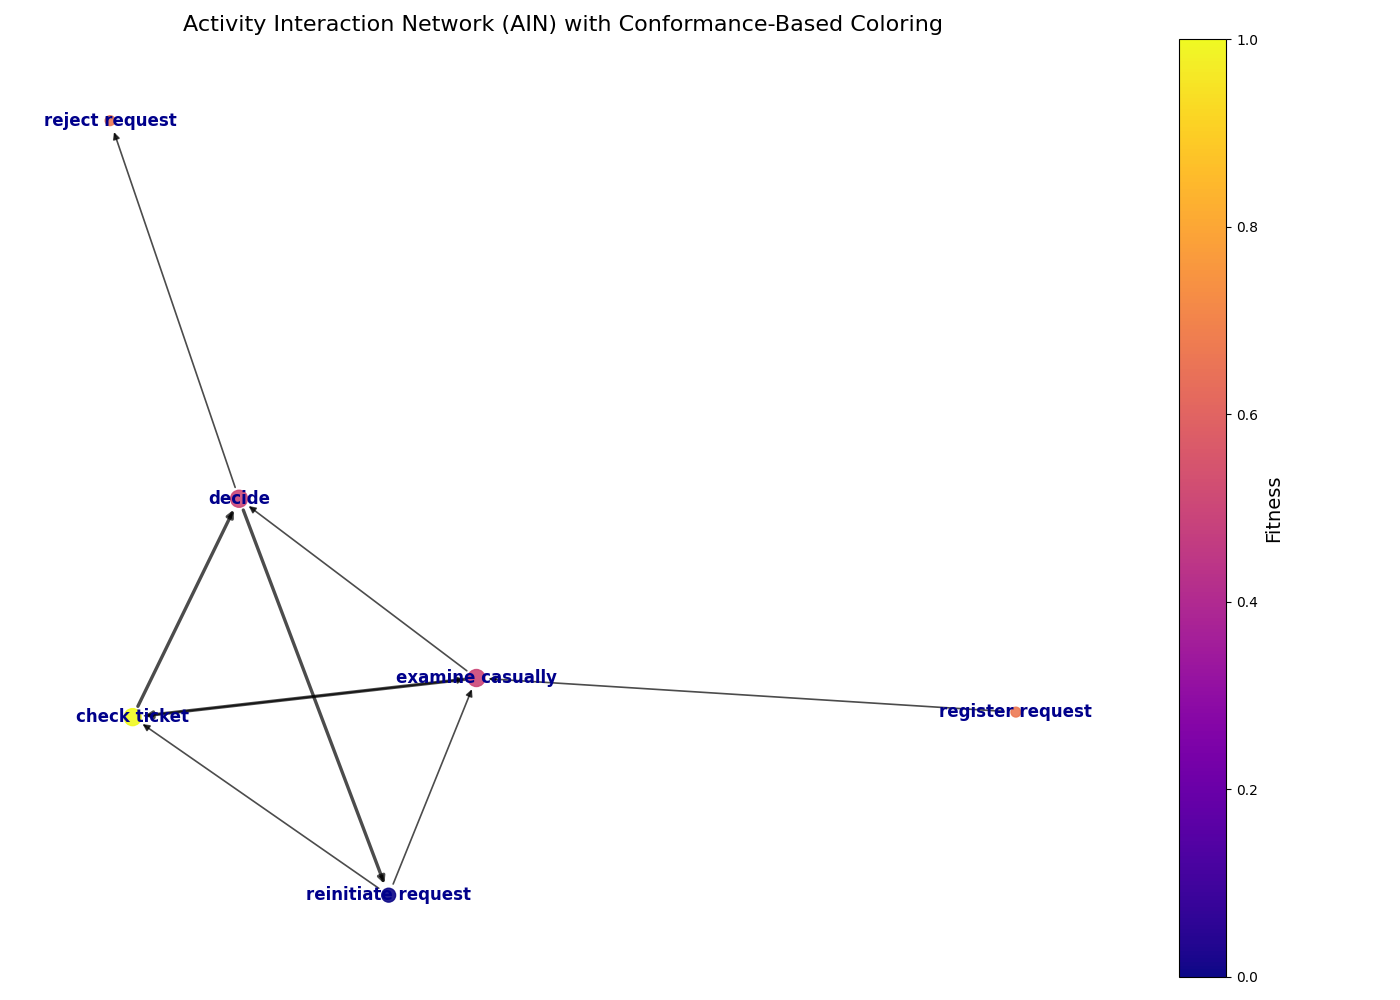 Activity Interaction Network (AIN) with Conformance-Based Coloring
1.0
reject request
0.8
0.6
decide
Fitness
0.4
examine casually
register request
check ticket
0.2
reinitiate request
0.0